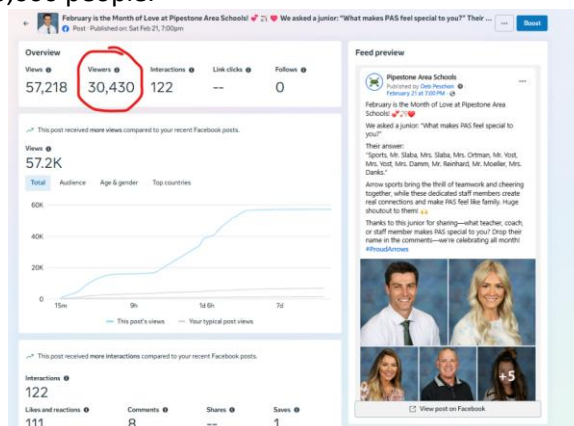 ,000 people.
February is the Month of Love at Pipestone Area Schools! 💕 🏹 ❤️ We asked a junior: "What makes PAS feel special to you?" Their ...
Post · Published on: Sat Feb 21, 7:00pm
Boost
Overview
Views
Viewers
Interactions
Link clicks
Follows
57,218
30,430
122
--
0
This post received more views compared to your recent Facebook posts.
Views
57.2K
Total
Audience
Age & gender
Top countries
60K
40K
20K
0
15m
9h
1d 6h
7d
This post's views
Your typical post views
This post received more interactions compared to your recent Facebook posts.
Interactions
122
Likes and reactions
Comments
Shares
Saves
111
8
--
1
Feed preview
Pipestone Area Schools
Published by Deb Peschon
February 21 at 7:00 PM
February is the Month of Love at Pipestone Area
Schools!
We asked a junior: "What makes PAS feel special to
you?"
Their answer:
"Sports, Mr. Slaba, Mrs. Slaba, Mrs. Ortman, Mr. Yost,
Mrs. Yost, Mrs. Damm, Mr. Reinhard, Mr. Moeller, Mrs.
Danks."
Arrow sports bring the thrill of teamwork and cheering
together, while these dedicated staff members create
real connections and make PAS feel like family. Huge
shoutout to them!
Thanks to this junior for sharing—what teacher, coach,
or staff member makes PAS special to you? Drop their
name in the comments—we're celebrating all month!
#ProudArrows
+5
View post on Facebook